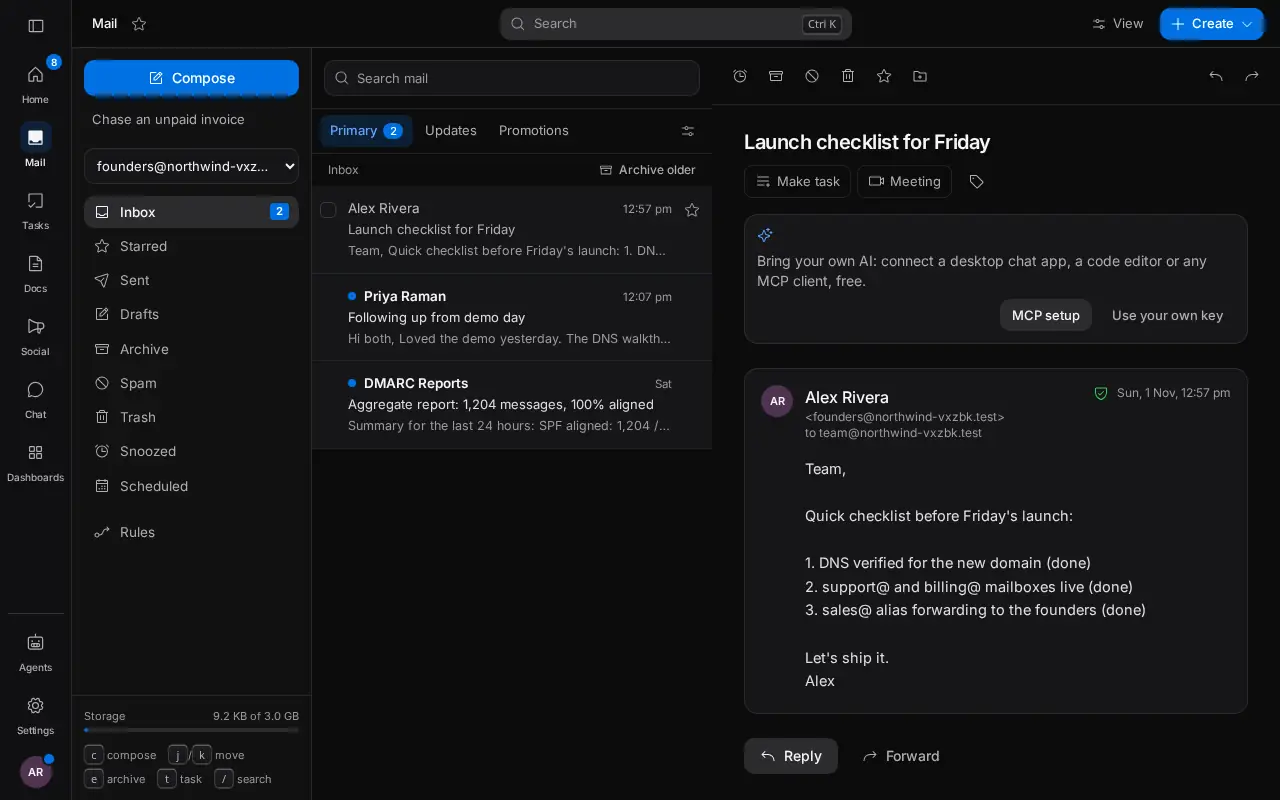 Mail
Search
Ctrl K
View
Create
8
Home
Mail
Tasks
Docs
Social
Chat
Dashboards
Agents
Settings
AR
Compose
Chase an unpaid invoice
founders@northwind-vxz...
Inbox
2
Starred
Sent
Drafts
Archive
Spam
Trash
Snoozed
Scheduled
Rules
Storage
9.2 KB of 3.0 GB
c compose j / k move
e archive t task / search
Search mail
Primary 2
Updates
Promotions
Inbox
Archive older
Alex Rivera
12:57 pm
Launch checklist for Friday
Team, Quick checklist before Friday's launch: 1. DN...
Priya Raman
12:07 pm
Following up from demo day
Hi both, Loved the demo yesterday. The DNS walkth...
DMARC Reports
Sat
Aggregate report: 1,204 messages, 100% aligned
Summary for the last 24 hours: SPF aligned: 1,204 /...
Launch checklist for Friday
Make task
Meeting
Bring your own AI: connect a desktop chat app, a code editor or any
MCP client, free.
MCP setup
Use your own key
AR
Alex Rivera
Sun, 1 Nov, 12:57 pm
<founders@northwind-vxzbk.test>
to team@northwind-vxzbk.test
Team,
Quick checklist before Friday's launch:
1. DNS verified for the new domain (done)
2. support@ and billing@ mailboxes live (done)
3. sales@ alias forwarding to the founders (done)
Let's ship it.
Alex
Reply
Forward